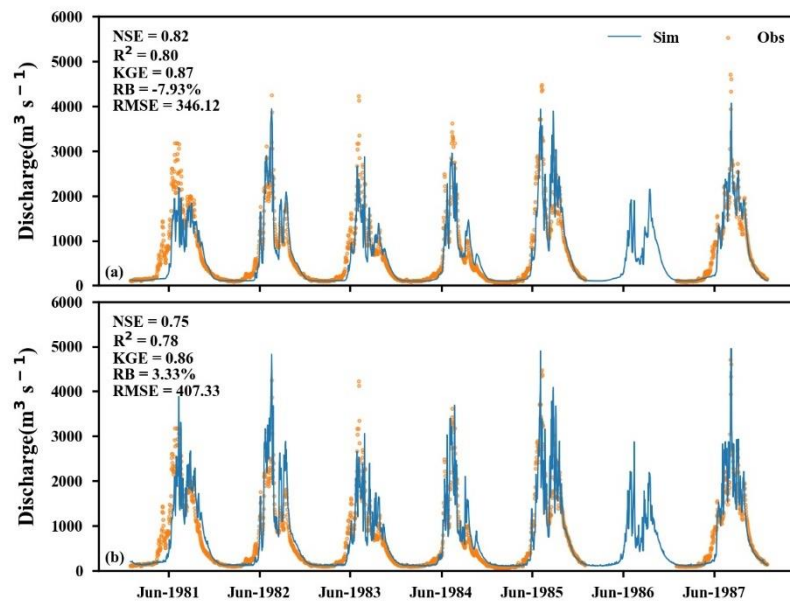 6000
5000
4000
3000
2000
1000
0
Discharge(m³ s⁻¹)
NSE = 0.82
R² = 0.80
KGE = 0.87
RB = -7.93%
RMSE = 346.12
Sim
Obs
(a)
6000
5000
4000
3000
2000
1000
0
Discharge(m³ s⁻¹)
NSE = 0.75
R² = 0.78
KGE = 0.86
RB = 3.33%
RMSE = 407.33
(b)
Jun-1981 Jun-1982 Jun-1983 Jun-1984 Jun-1985 Jun-1986 Jun-1987